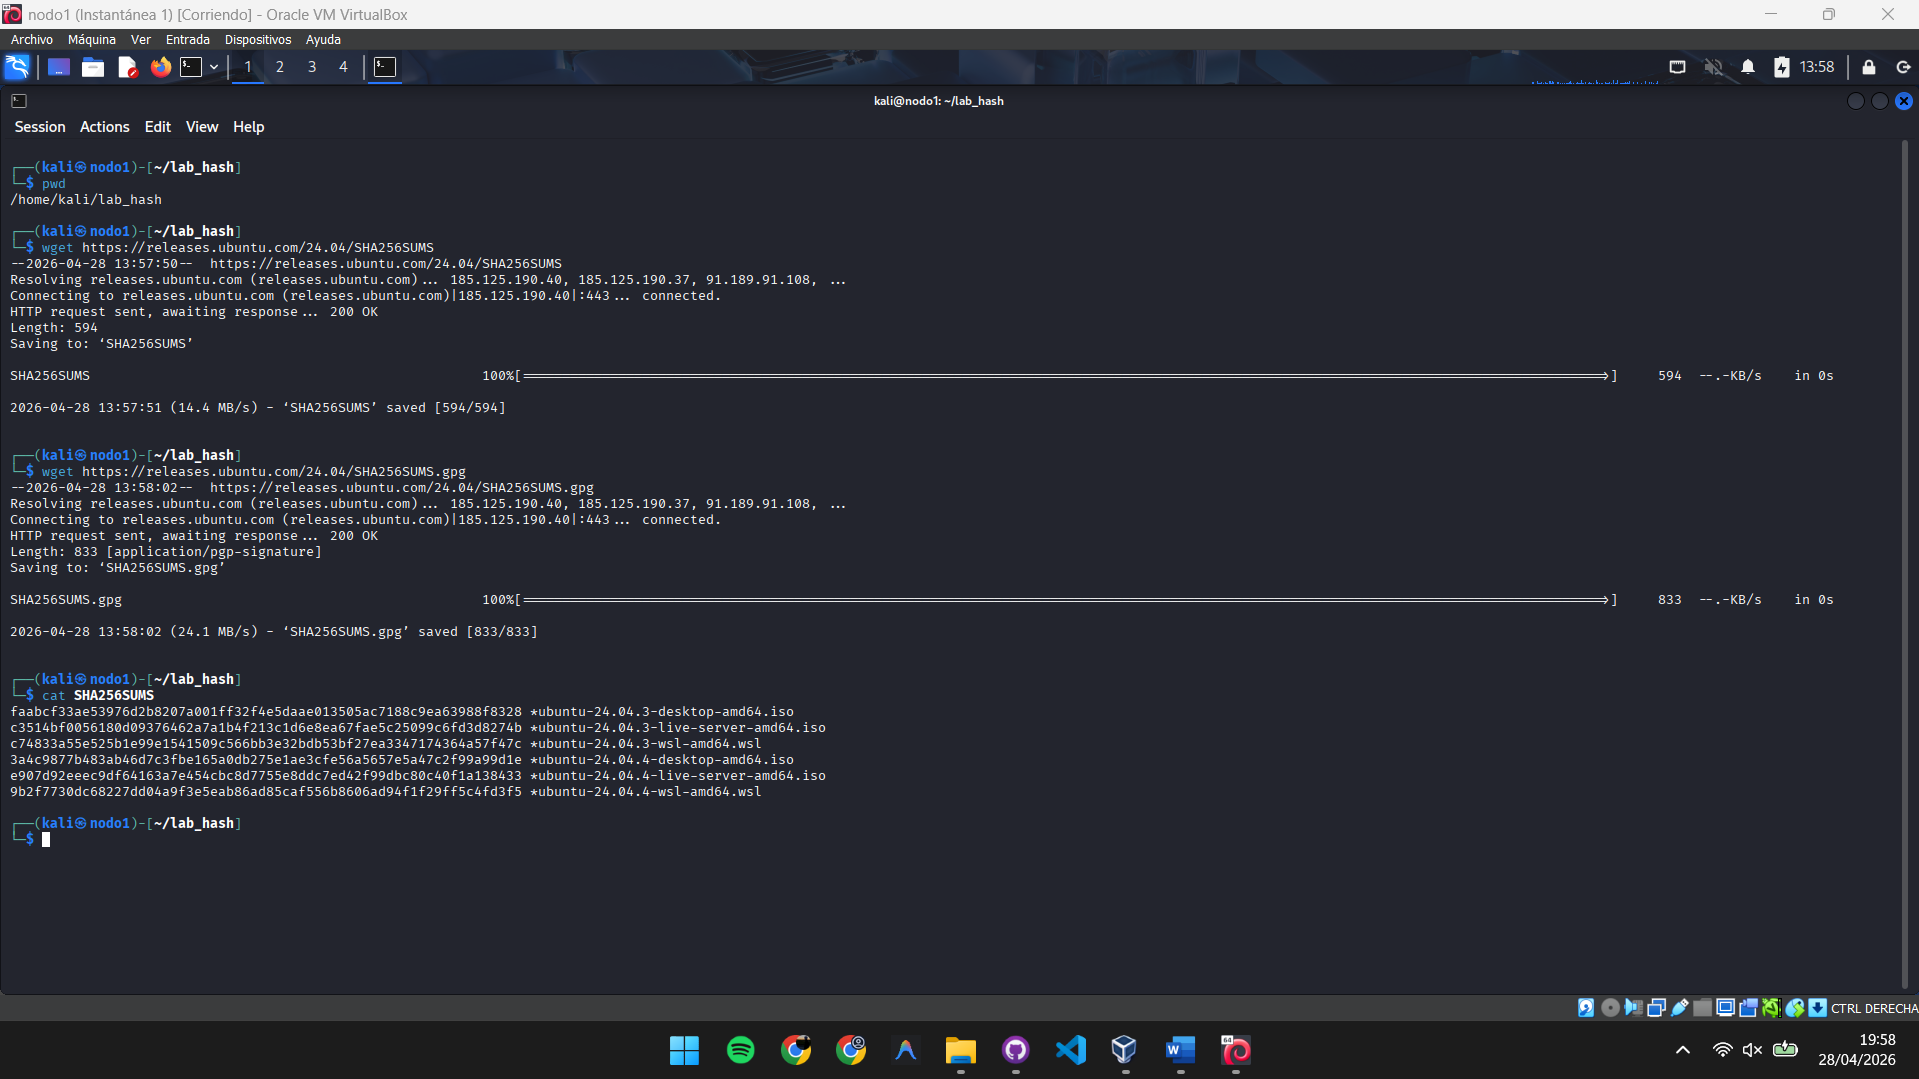 nodo1 (Instantánea 1) [Corriendo] - Oracle VM VirtualBox
Archivo Máquina Ver Entrada Dispositivos Ayuda
1 2 3 4 13:58
kali@nodo1: ~/lab_hash
Session Actions Edit View Help
┌──(kali㉿nodo1)-[~/lab_hash]
└─$ pwd
/home/kali/lab_hash
┌──(kali㉿nodo1)-[~/lab_hash]
└─$ wget https://releases.ubuntu.com/24.04/SHA256SUMS
--2026-04-28 13:57:50-- https://releases.ubuntu.com/24.04/SHA256SUMS
Resolving releases.ubuntu.com (releases.ubuntu.com)... 185.125.190.40, 185.125.190.37, 91.189.91.108, ...
Connecting to releases.ubuntu.com (releases.ubuntu.com)|185.125.190.40|:443... connected.
HTTP request sent, awaiting response... 200 OK
Length: 594
Saving to: ‘SHA256SUMS’
SHA256SUMS 100%[===================>] 594 --.-KB/s in 0s
2026-04-28 13:57:51 (14.4 MB/s) - ‘SHA256SUMS’ saved [594/594]
┌──(kali㉿nodo1)-[~/lab_hash]
└─$ wget https://releases.ubuntu.com/24.04/SHA256SUMS.gpg
--2026-04-28 13:58:02-- https://releases.ubuntu.com/24.04/SHA256SUMS.gpg
Resolving releases.ubuntu.com (releases.ubuntu.com)... 185.125.190.40, 185.125.190.37, 91.189.91.108, ...
Connecting to releases.ubuntu.com (releases.ubuntu.com)|185.125.190.40|:443... connected.
HTTP request sent, awaiting response... 200 OK
Length: 833 [application/pgp-signature]
Saving to: ‘SHA256SUMS.gpg’
SHA256SUMS.gpg 100%[===================>] 833 --.-KB/s in 0s
2026-04-28 13:58:02 (24.1 MB/s) - ‘SHA256SUMS.gpg’ saved [833/833]
┌──(kali㉿nodo1)-[~/lab_hash]
└─$ cat SHA256SUMS
faabcf33ae53976d2b8207a001ff32f4e5daae013505ac7188c9ea63988f8328 *ubuntu-24.04.3-desktop-amd64.iso
c3514bf0056180d09376462a7a1b4f213c1d6e8ea67fae5c25099c6fd3d8274b *ubuntu-24.04.3-live-server-amd64.iso
c74833a55e525b1e99e1541509c566bb3e32bdb53bf27ea3347174364a57f47c *ubuntu-24.04.3-wsl-amd64.wsl
3a4c9877b483ab46d7c3fbe165a0db275e1ae3cfe56a5657e5a47c2f99a99d1e *ubuntu-24.04.4-desktop-amd64.iso
e907d92eeec9df64163a7e454cbc8d7755e8ddc7ed42f99dbc80c40f1a138433 *ubuntu-24.04.4-live-server-amd64.iso
9b2f7730dc68227dd04a9f3e5eab86ad85caf556b8606ad94f1f29ff5c4fd3f5 *ubuntu-24.04.4-wsl-amd64.wsl
┌──(kali㉿nodo1)-[~/lab_hash]
└─$
CTRL DERECHA
19:58
28/04/2026